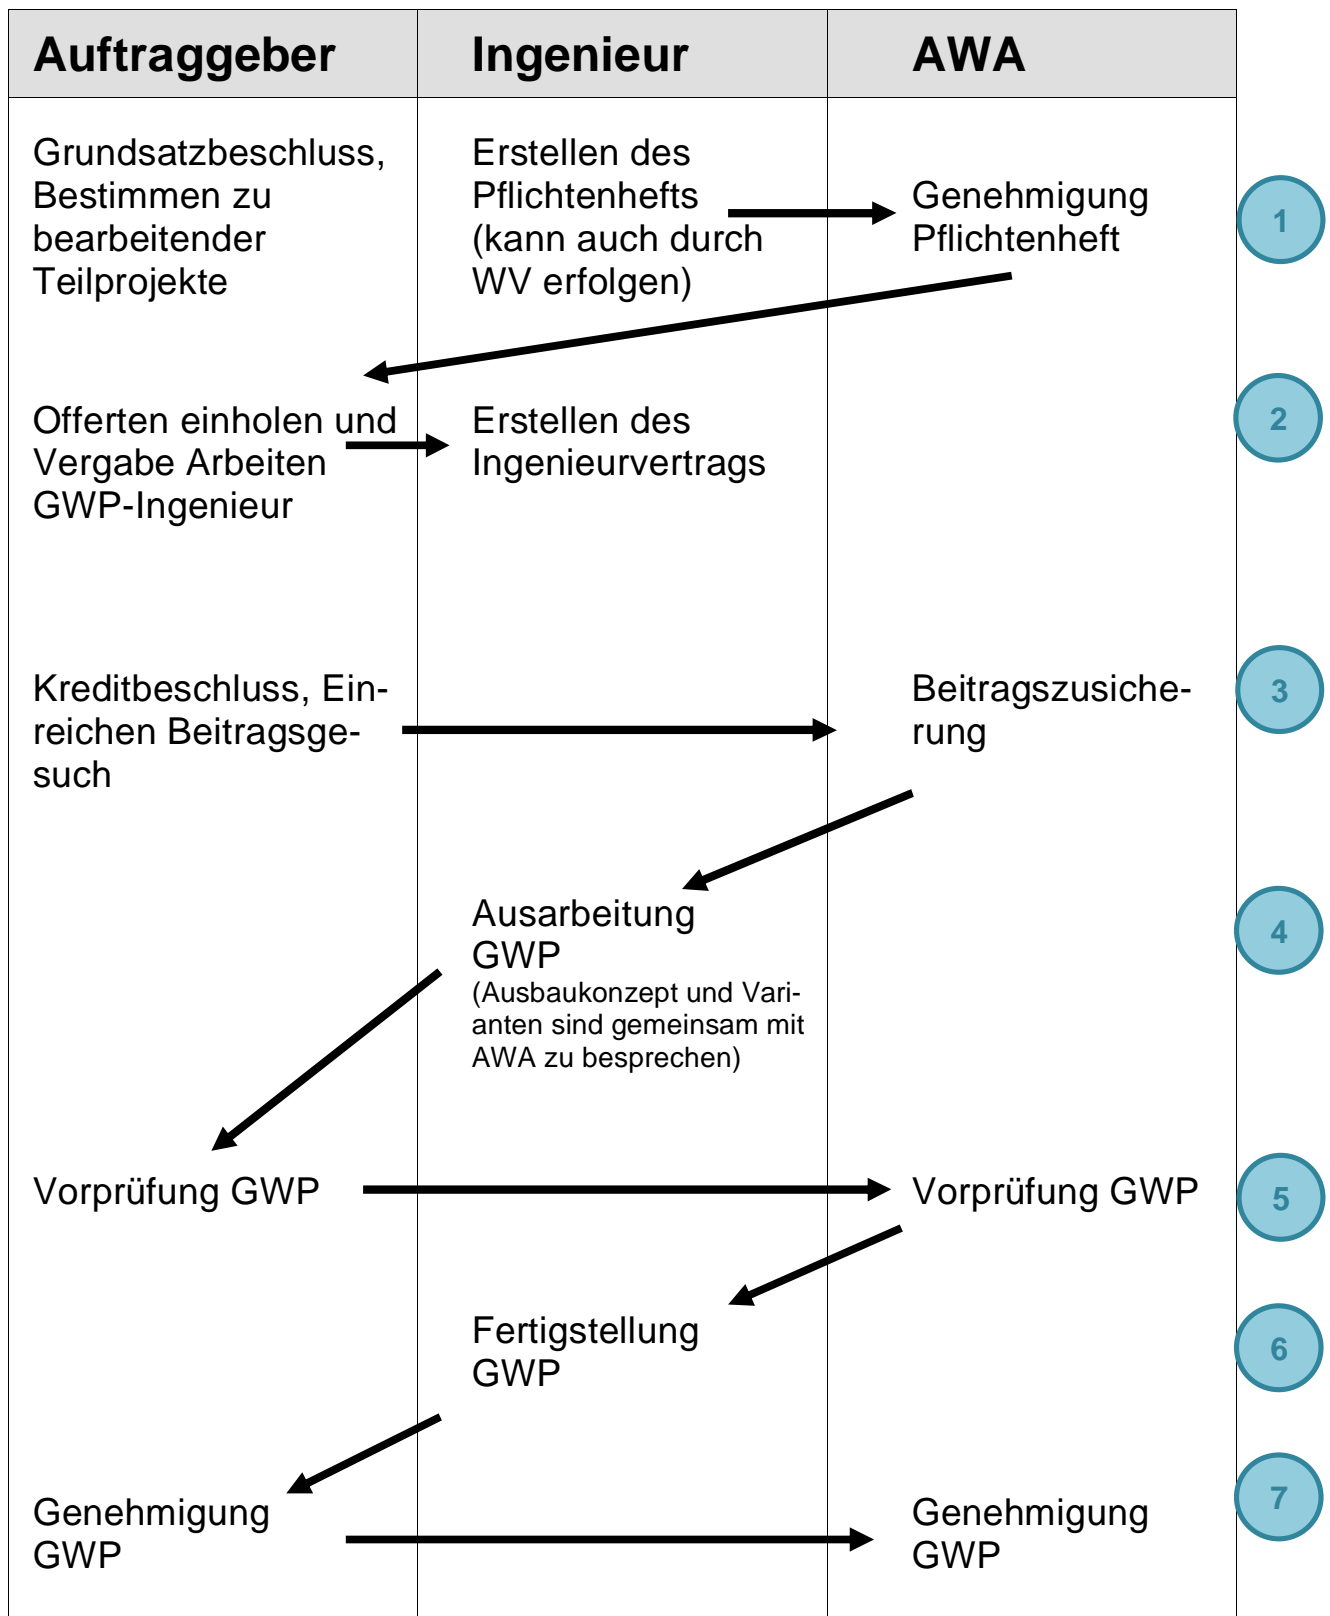 Auftraggeber
Ingenieur
AWA
Grundsatzbeschluss,
Bestimmen zu
bearbeitender
Teilprojekte
Erstellen des
Pflichtenhefts
(kann auch durch
WV erfolgen)
Genehmigung
Pflichtenheft
1
Offerten einholen und
Vergabe Arbeiten
GWP-Ingenieur
Erstellen des
Ingenieurvertrags
2
Kreditbeschluss, Ein-
reichen Beitragsge-
such
Beitragszusiche-
rung
3
Ausarbeitung
GWP
(Ausbaukonzept und Vari-
anten sind gemeinsam mit
AWA zu besprechen)
4
Vorprüfung GWP
Vorprüfung GWP
5
Fertigstellung
GWP
6
Genehmigung
GWP
Genehmigung
GWP
7